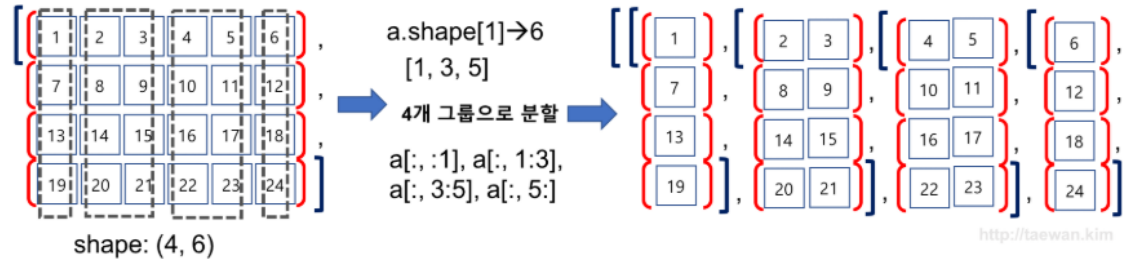 [[1 2 3 4 5 6],
[7 8 9 10 11 12],
[13 14 15 16 17 18],
[19 20 21 22 23 24]]
shape: (4, 6)
a.shape[1]→6
[1, 3, 5]
4개 그룹으로 분할
a[:, :1], a[:, 1:3],
a[:, 3:5], a[:, 5:]
[[[1], [[2 3], [[4 5], [[6],
[7], [8 9], [10 11], [12],
[13], [14 15], [16 17], [18],
[19]], [20 21]], [22 23]], [24]]]
http://taewan.kim